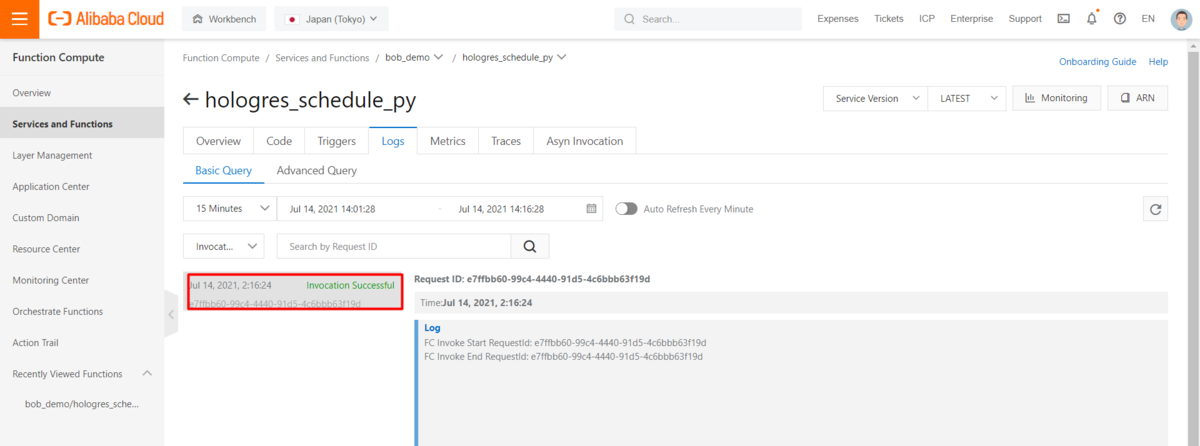 Alibaba Cloud
Workbench
Japan (Tokyo)
Search...
Expenses Tickets ICP Enterprise Support EN
Function Compute
Overview
Services and Functions
Layer Management
Application Center
Custom Domain
Resource Center
Monitoring Center
Orchestrate Functions
Action Trail
Recently Viewed Functions
bob_demo/hologres_sche...
Function Compute / Services and Functions / bob_demo / hologres_schedule_py
Onboarding Guide Help
hologres_schedule_py
Service Version LATEST Monitoring ARN
Overview Code Triggers Logs Metrics Traces Asyn Invocation
Basic Query Advanced Query
15 Minutes Jul 14, 2021 14:01:28 - Jul 14, 2021 14:16:28 Auto Refresh Every Minute
Invocat... Search by Request ID
Jul 14, 2021, 2:16:24 Invocation Successful
e7ffbb60-99c4-4440-91d5-4c6bbb63f19d
Request ID: e7ffbb60-99c4-4440-91d5-4c6bbb63f19d
Time:Jul 14, 2021, 2:16:24
Log
FC Invoke Start RequestId: e7ffbb60-99c4-4440-91d5-4c6bbb63f19d
FC Invoke End RequestId: e7ffbb60-99c4-4440-91d5-4c6bbb63f19d